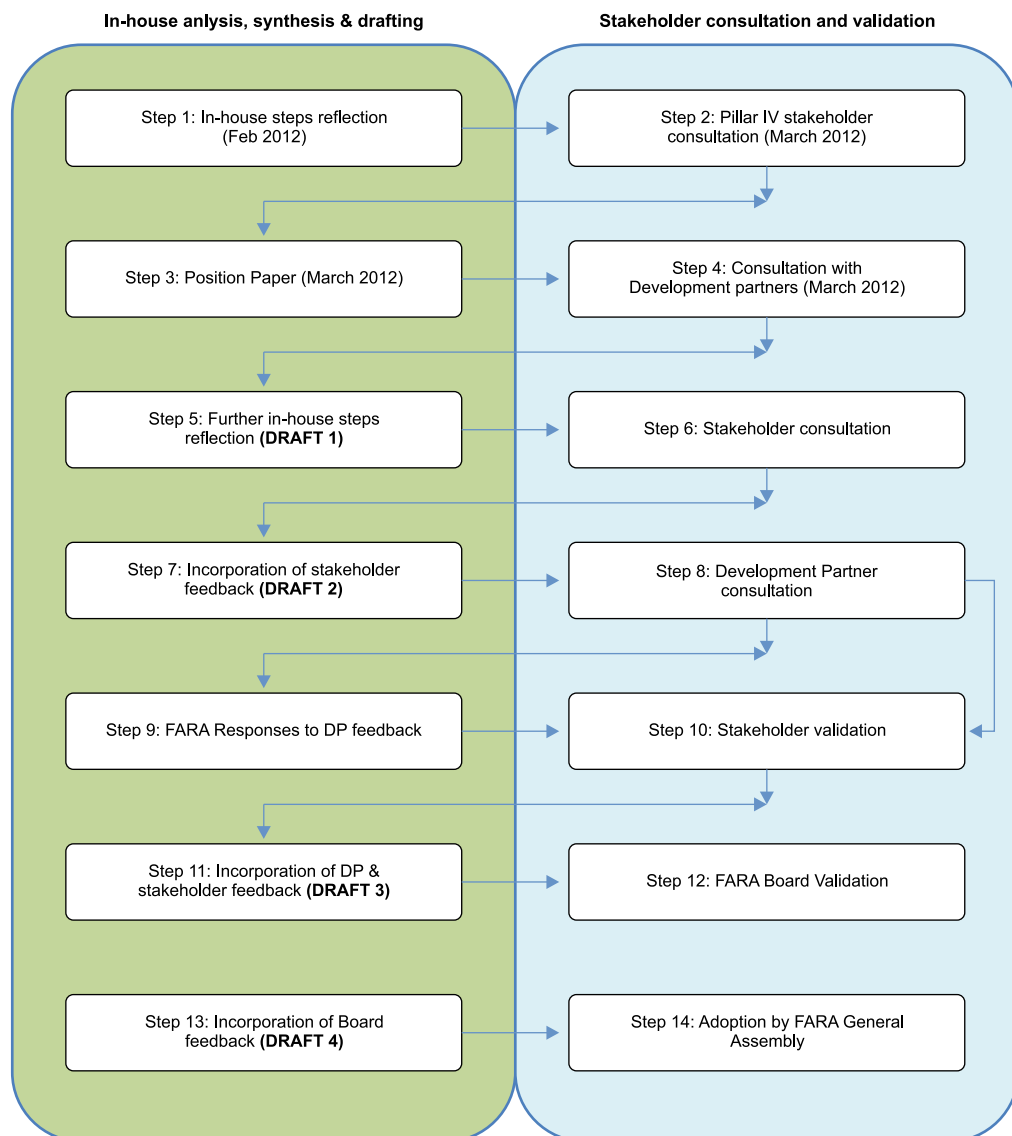 In-house anlysis, synthesis & drafting
Stakeholder consultation and validation
Step 1: In-house steps reflection
(Feb 2012)
Step 2: Pillar IV stakeholder
consultation (March 2012)
Step 3: Position Paper (March 2012)
Step 4: Consultation with
Development partners (March 2012)
Step 5: Further in-house steps
reflection (DRAFT 1)
Step 6: Stakeholder consultation
Step 7: Incorporation of stakeholder
feedback (DRAFT 2)
Step 8: Development Partner
consultation
Step 9: FARA Responses to DP feedback
Step 10: Stakeholder validation
Step 11: Incorporation of DP &
stakeholder feedback (DRAFT 3)
Step 12: FARA Board Validation
Step 13: Incorporation of Board
feedback (DRAFT 4)
Step 14: Adoption by FARA General
Assembly